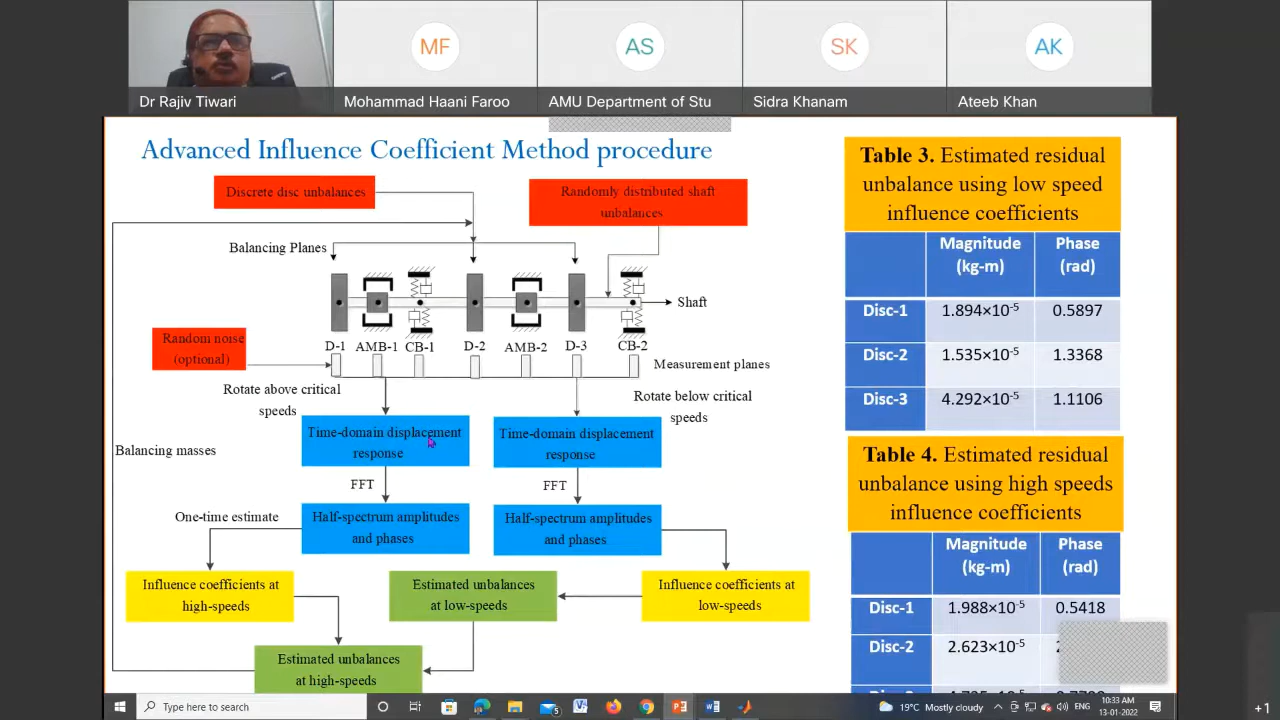 MF
AS
SK
AK
Dr Rajiv Tiwari
Mohammad Haani Faroo
AMU Department of Stu
Sidra Khanam
Ateeb Khan
Advanced Influence Coefficient Method procedure
Discrete disc unbalances
Randomly distributed shaft
unbalances
Balancing Planes
Shaft
Random noise
(optional)
D-1 AMB-1 CB-1 D-2 AMB-2 D-3 CB-2
Measurement planes
Rotate above critical
speeds
Rotate below critical
speeds
Time-domain displacement
response
Time-domain displacement
response
Balancing masses
FFT
FFT
One-time estimate
Half-spectrum amplitudes
and phases
Half-spectrum amplitudes
and phases
Influence coefficients at
high-speeds
Estimated unbalances
at low-speeds
Influence coefficients at
low-speeds
Estimated unbalances
at high-speeds
Table 3. Estimated residual
unbalance using low speed
influence coefficients
Magnitude
(kg-m)
Phase
(rad)
Disc-1 1.894×10⁻⁵ 0.5897
Disc-2 1.535×10⁻⁵ 1.3368
Disc-3 4.292×10⁻⁵ 1.1106
Table 4. Estimated residual
unbalance using high speeds
influence coefficients
Magnitude
(kg-m)
Phase
(rad)
Disc-1 1.988×10⁻⁵ 0.5418
Disc-2 2.623×10⁻⁵
Type here to search
5
19°C Mostly cloudy
ENG
10:33 AM
13-01-2022
+1